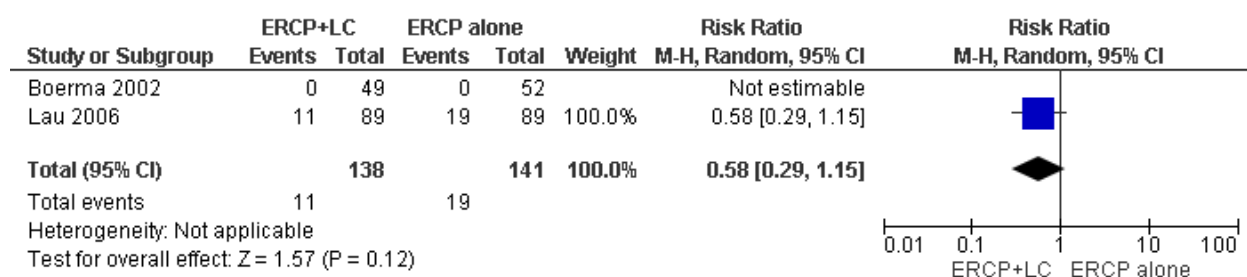 ERCP+LC ERCP alone Risk Ratio Risk Ratio
Study or Subgroup Events Total Events Total Weight M-H, Random, 95% CI M-H, Random, 95% CI
Boerma 2002 0 49 0 52 Not estimable
Lau 2006 11 89 19 89 100.0% 0.58 [0.29, 1.15]
Total (95% CI) 138 141 100.0% 0.58 [0.29, 1.15]
Total events 11 19
Heterogeneity: Not applicable
Test for overall effect: Z = 1.57 (P = 0.12)
0.01 0.1 1 10 100
ERCP+LC ERCP alone